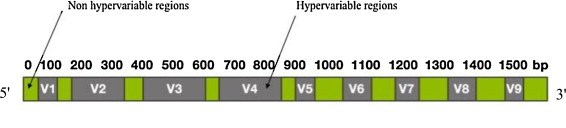 Non hypervariable regions Hypervariable regions
0 100 200 300 400 500 600 700 800 900 1000 1100 1200 1300 1400 1500 bp
5' V1 V2 V3 V4 V5 V6 V7 V8 V9 3'